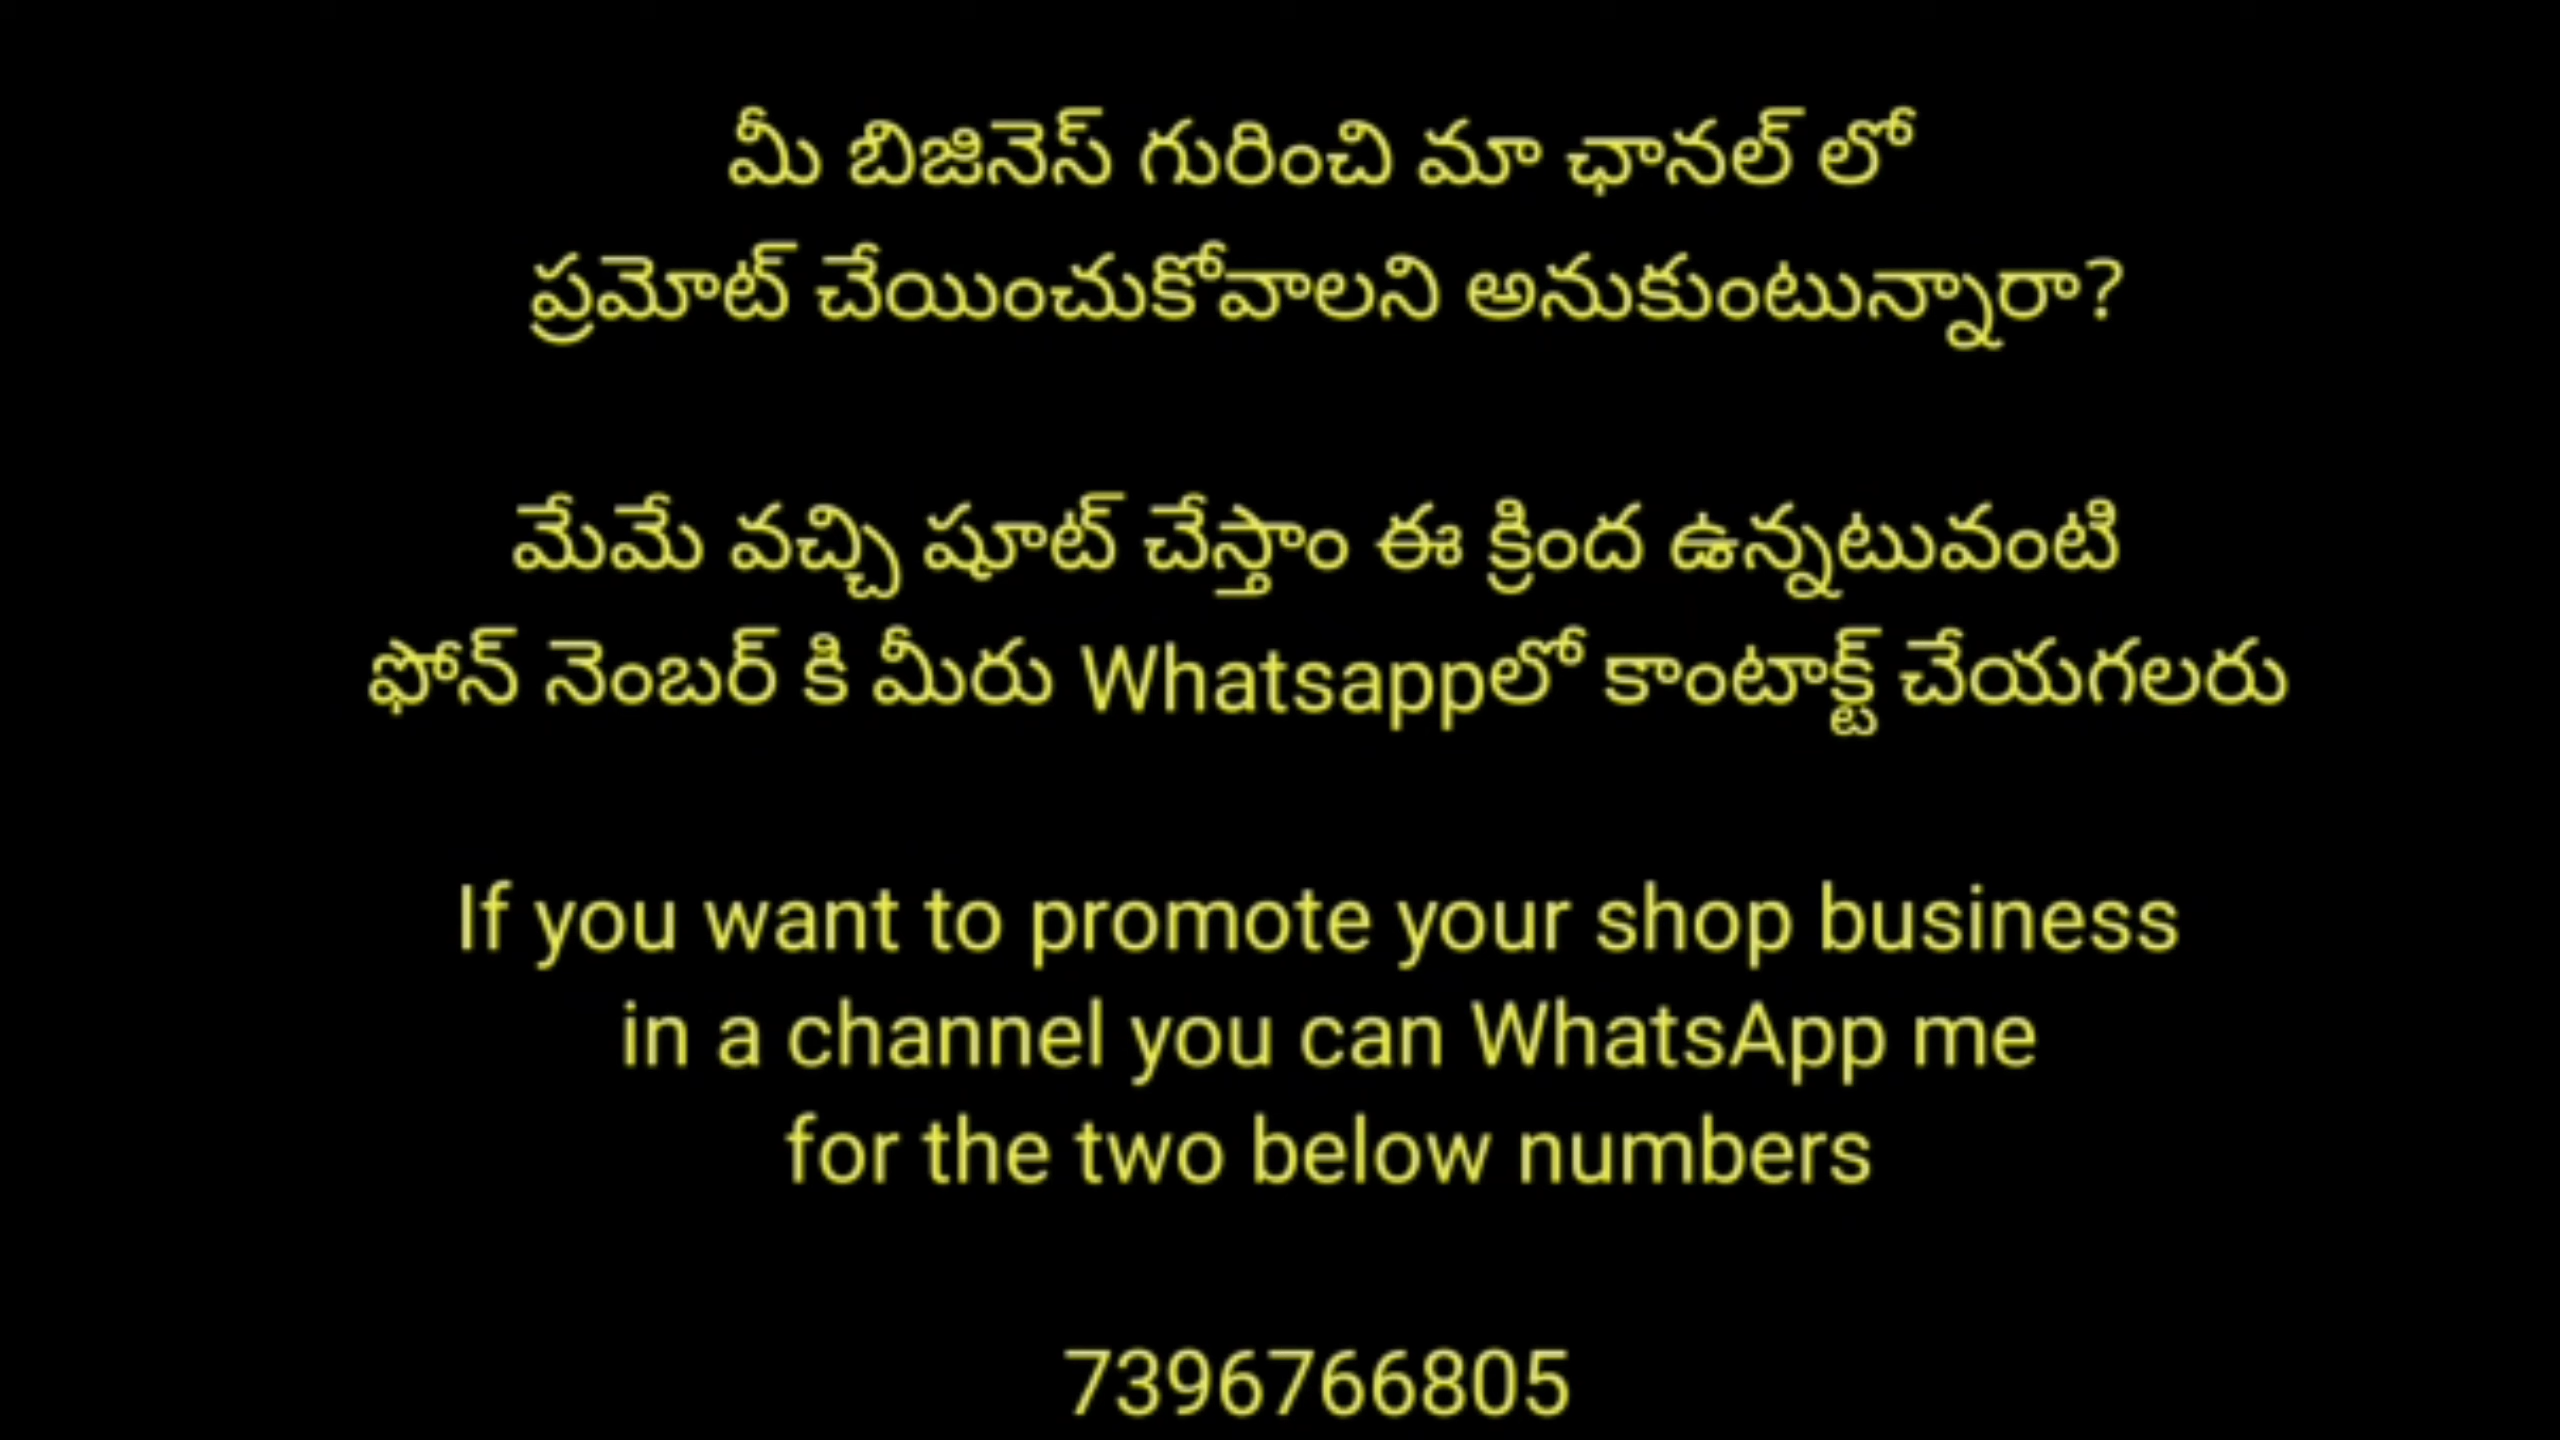 మీ బిజినెస్ గురించి మా ఛానల్ లో
ప్రమోట్ చేయించుకోవాలని అనుకుంటున్నారా?
మేమే వచ్చి షూట్ చేస్తాం ఈ క్రింద ఉన్నటువంటి
ఫోన్ నెంబర్ కి మీరు Whatsappలో కాంటాక్ట్ చేయగలరు
If you want to promote your shop business
in a channel you can WhatsApp me
for the two below numbers
7396766805